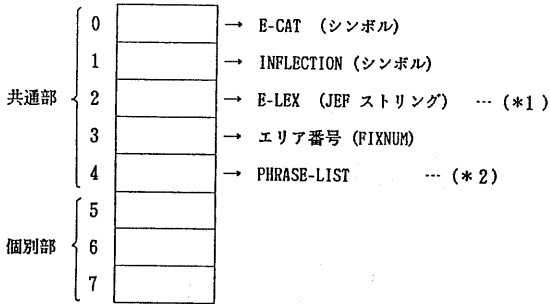 0 → E-CAT (シンボル)
1 → INFLECTION (シンボル)
共通部 2 → E-LEX (JEF ストリング) … (*1)
3 → エリア番号 (FIXNUM)
4 → PHRASE-LIST … (*2)
5
個別部 6
7